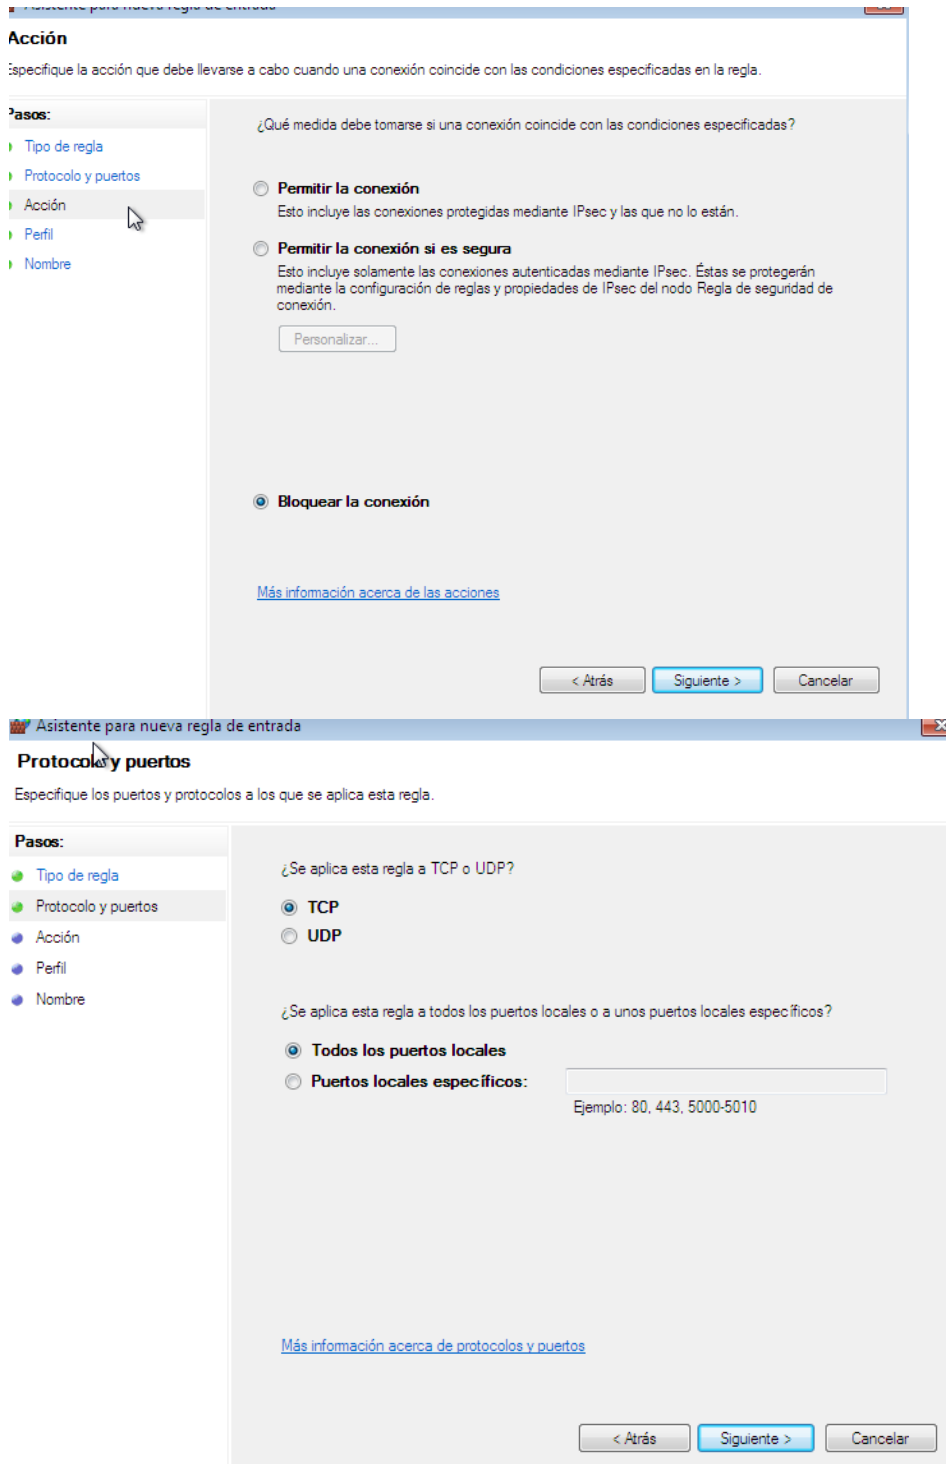 Asistente para nueva regla de entrada
Acción
Especifique la acción que debe llevarse a cabo cuando una conexión coincide con las condiciones especificadas en la regla.
Pasos:
Tipo de regla
Protocolo y puertos
Acción
Perfil
Nombre
¿Qué medida debe tomarse si una conexión coincide con las condiciones especificadas?
Permitir la conexión
Esto incluye las conexiones protegidas mediante IPsec y las que no lo están.
Permitir la conexión si es segura
Esto incluye solamente las conexiones autenticadas mediante IPsec. Éstas se protegerán
mediante la configuración de reglas y propiedades de IPsec del nodo Regla de seguridad de
conexión.
Personalizar...
Bloquear la conexión
Más información acerca de las acciones
< Atrás
Siguiente >
Cancelar
Asistente para nueva regla de entrada
Protocolo y puertos
Especifique los puertos y protocolos a los que se aplica esta regla.
Pasos:
Tipo de regla
Protocolo y puertos
Acción
Perfil
Nombre
¿Se aplica esta regla a TCP o UDP?
TCP
UDP
¿Se aplica esta regla a todos los puertos locales o a unos puertos locales específicos?
Todos los puertos locales
Puertos locales específicos:
Ejemplo: 80, 443, 5000-5010
Más información acerca de protocolos y puertos
< Atrás
Siguiente >
Cancelar